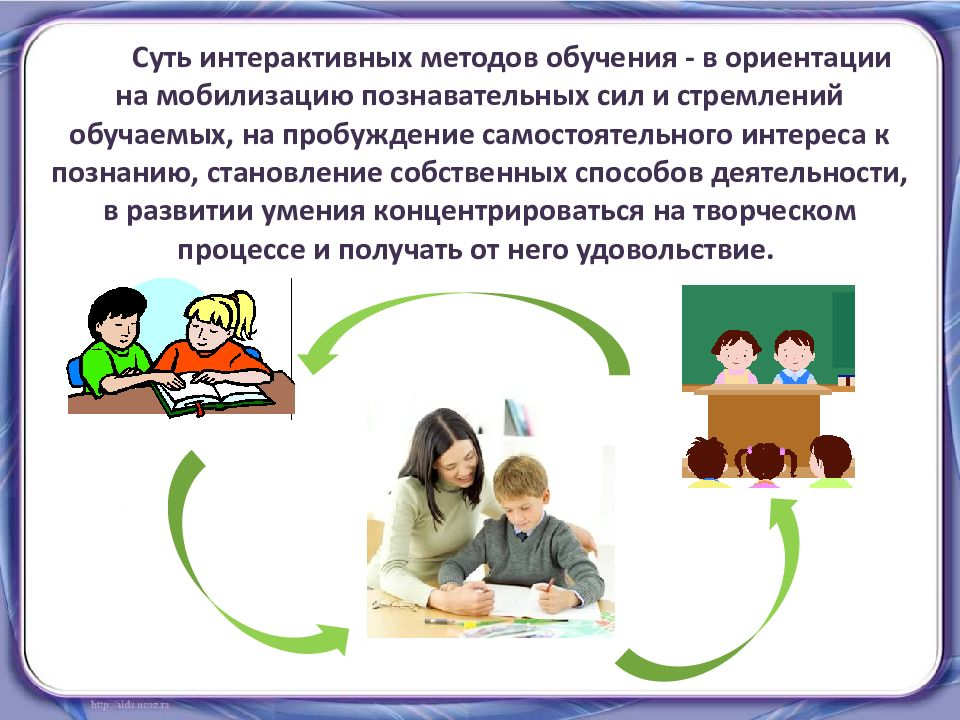 Суть интерактивных методов обучения - в ориентации
на мобилизацию познавательных сил и стремлений
обучаемых, на пробуждение самостоятельного интереса к
познанию, становление собственных способов деятельности,
в развитии умения концентрироваться на творческом
процессе и получать от него удовольствие.
http://aida.ucoz.ru